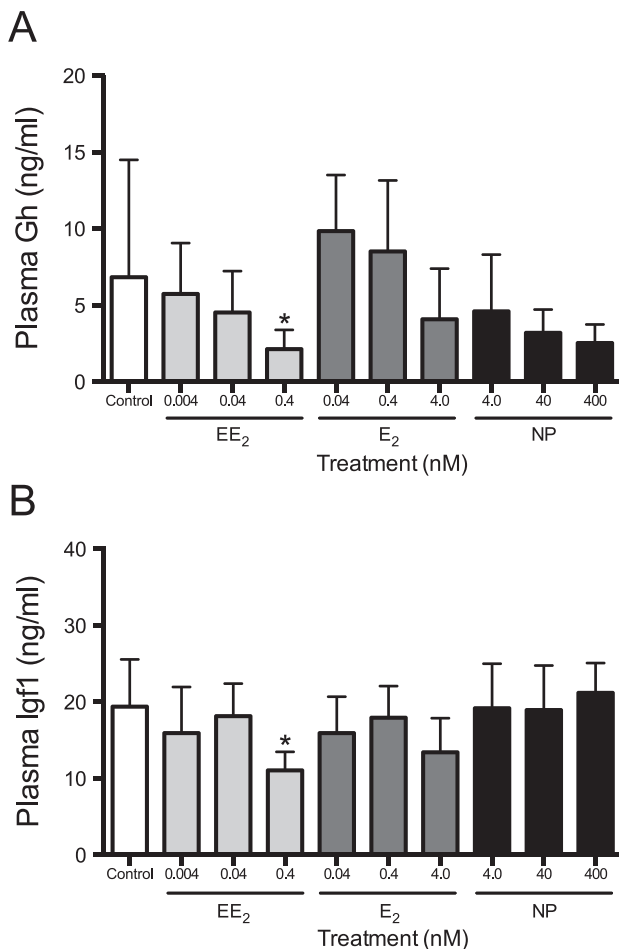 A
Plasma Gh (ng/ml)
20
15
10
5
0
*
Control 0.004 0.04 0.4 0.04 0.4 4.0 4.0 40 400
EE₂ E₂ NP
Treatment (nM)
B
Plasma Igf1 (ng/ml)
40
30
20
10
0
*
Control 0.004 0.04 0.4 0.04 0.4 4.0 4.0 40 400
EE₂ E₂ NP
Treatment (nM)